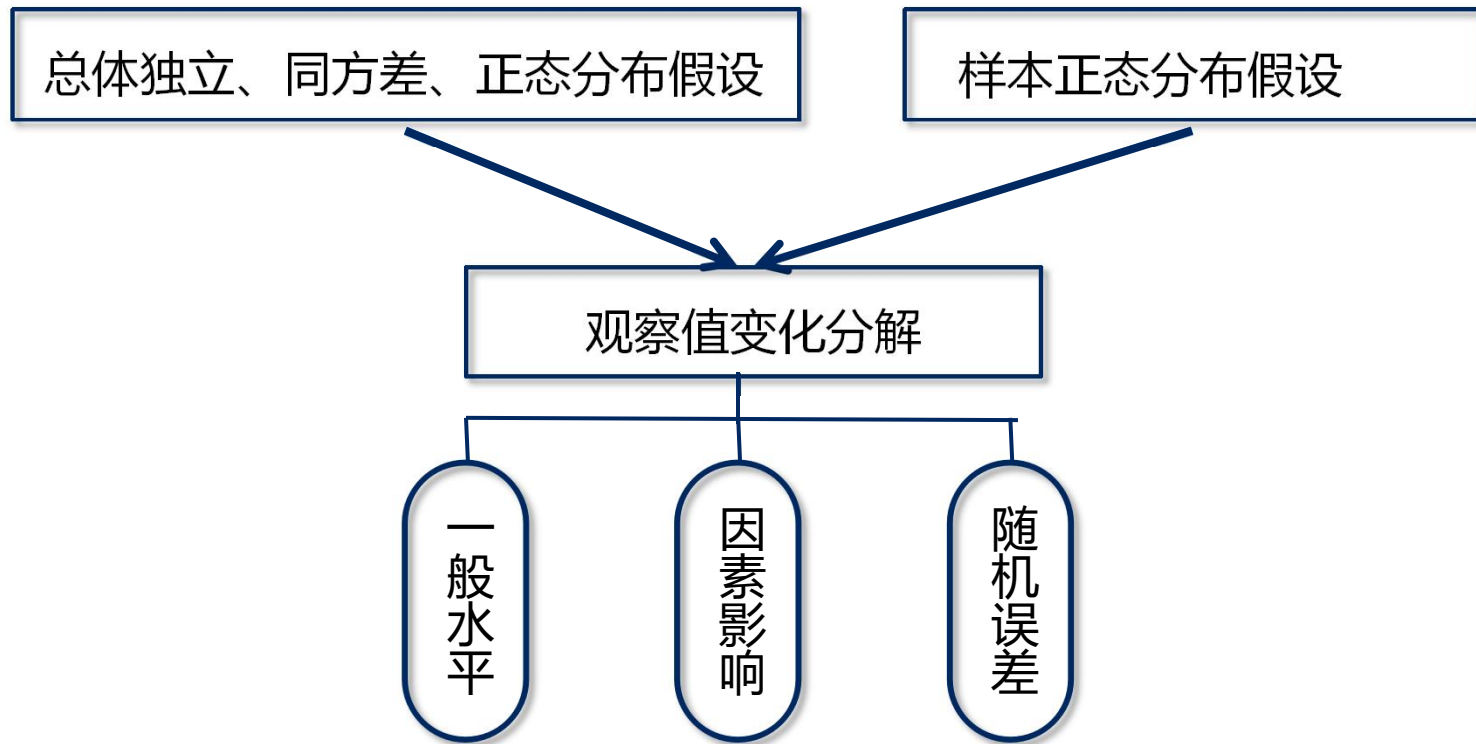 总体独立、同方差、正态分布假设
样本正态分布假设
观察值变化分解
一般水平
因素影响
随机误差